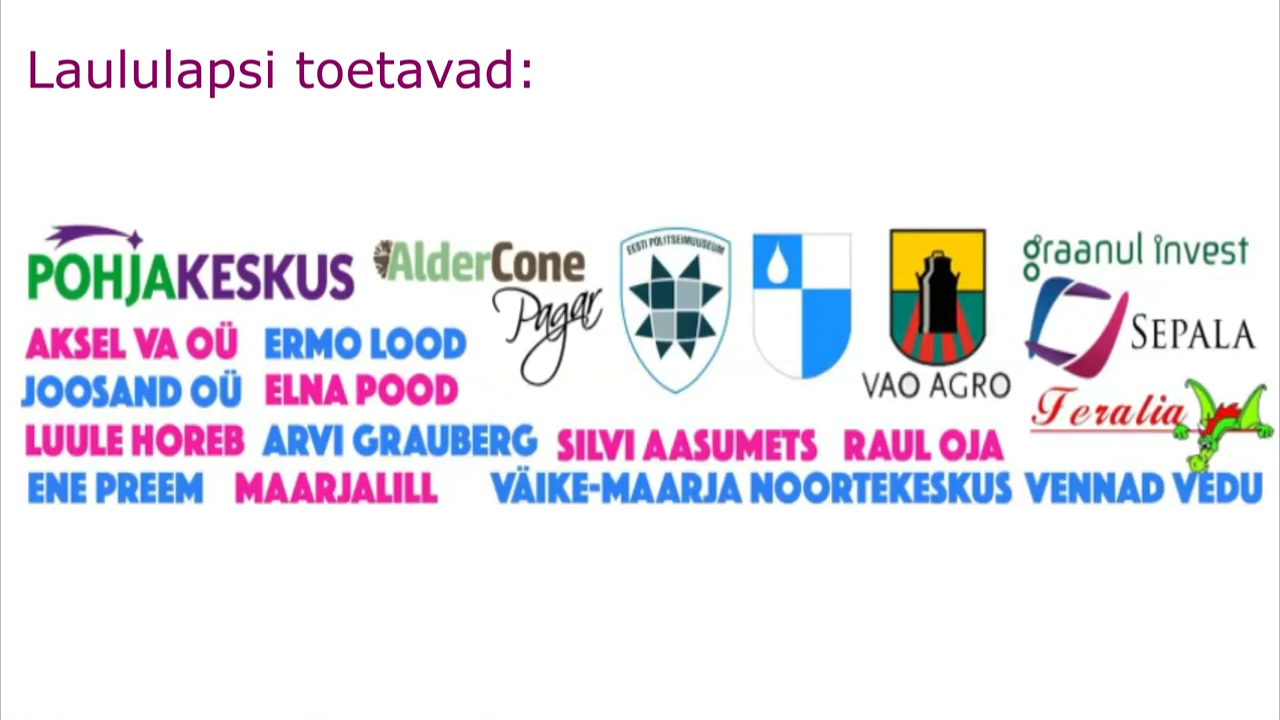 Laululapsi toetavad:
POHJAKESKUS
AlderCone
Pagar
EESTI POLITSEIMUUSEUM
VAO AGRO
graanul invest
SEPALA
Teralia
AKSEL VA OÜ ERMO LOOD
JOOSAND OÜ ELNA POOD
LUULE HOREB ARVI GRAUBERG SILVI AASUMETS RAUL OJA
ENE PREEM MAARJALILL VÄIKE-MAARJA NOORTEKESKUS VENNAD VEDU